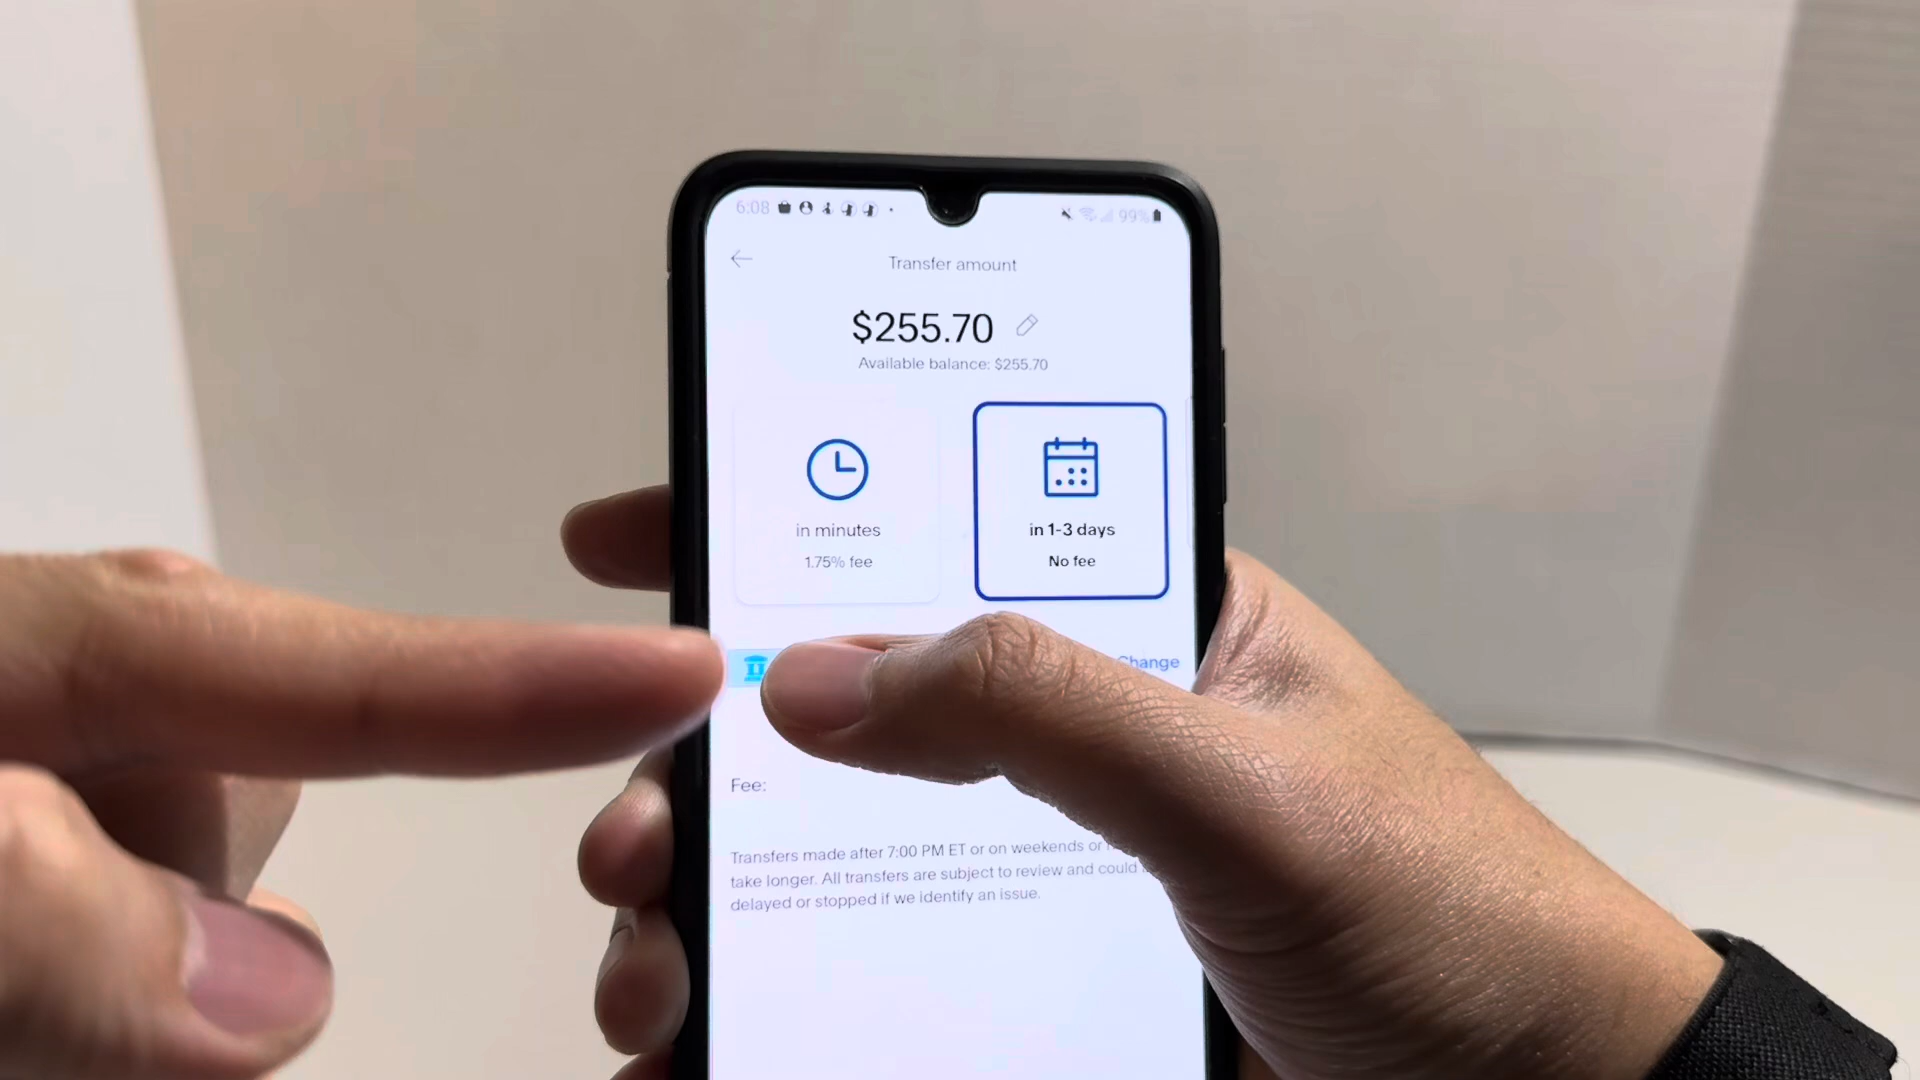 6:08
99%
Transfer amount
$255.70
Available balance: $255.70
in minutes
1.75% fee
in 1-3 days
No fee
Change
Fee:
Transfers made after 7:00 PM ET or on weekends or
take longer. All transfers are subject to review and could
delayed or stopped if we identify an issue.